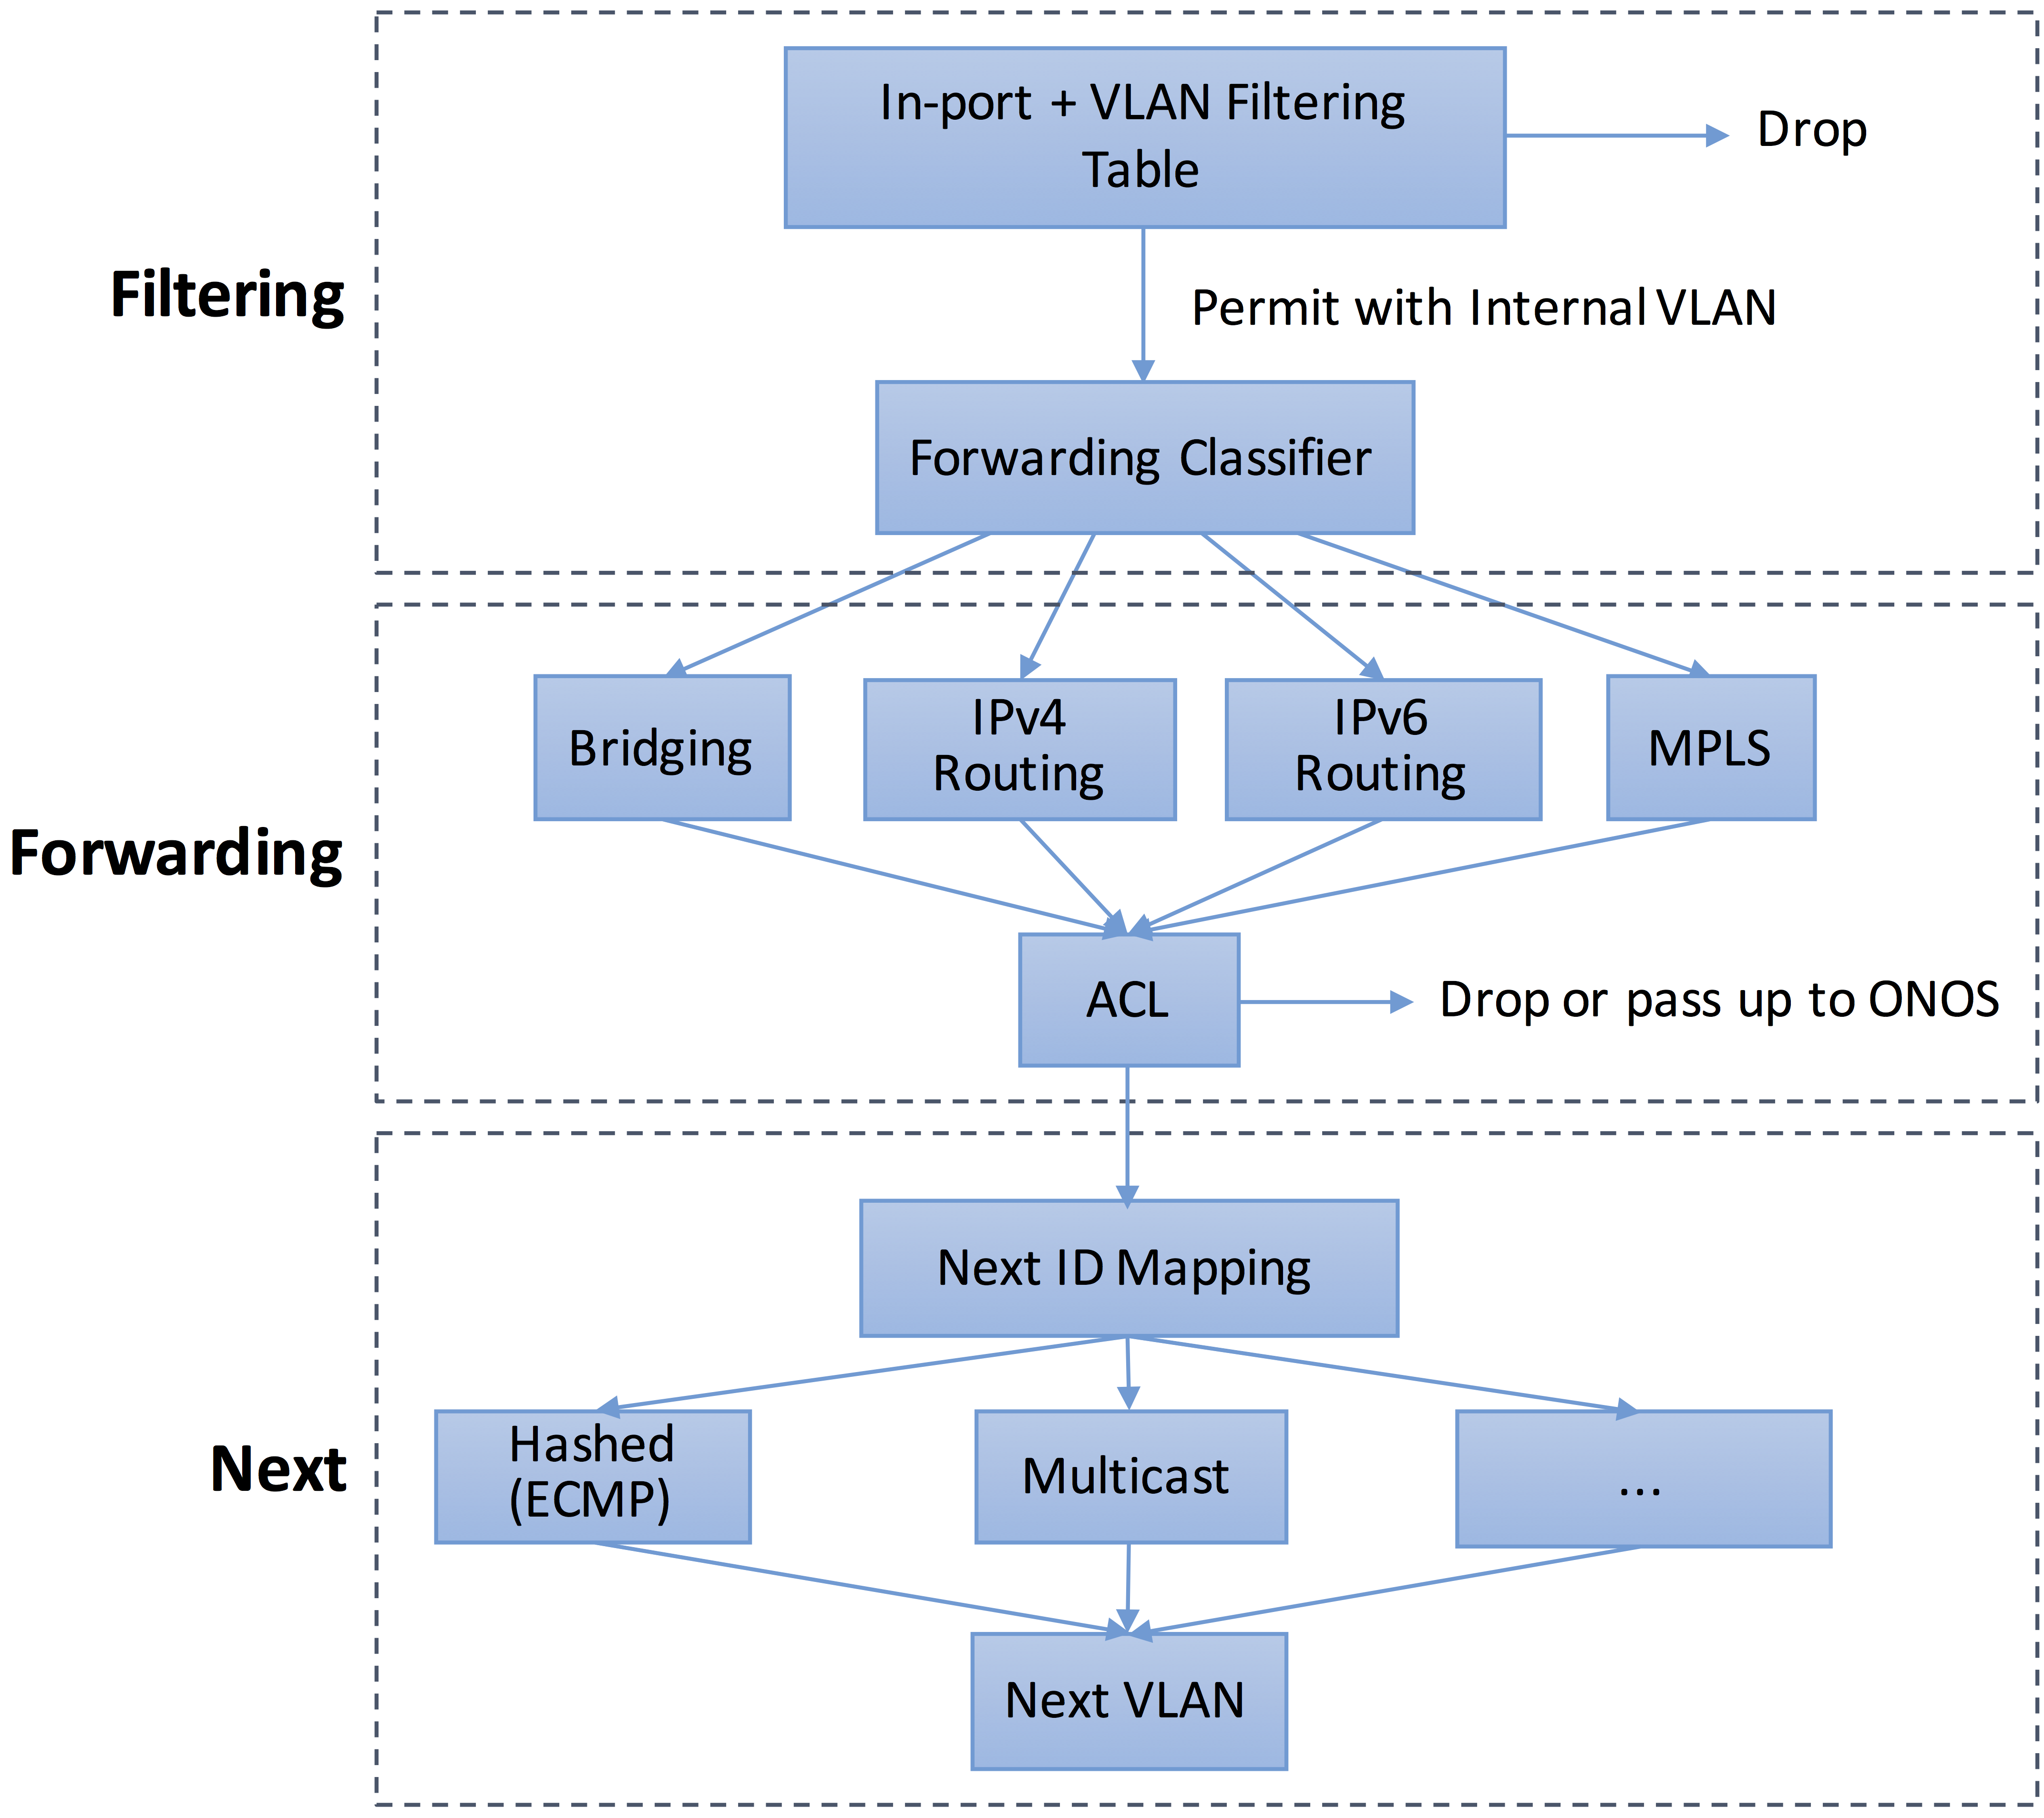 In-port + VLAN Filtering
Table
Drop
Filtering
Permit with Internal VLAN
Forwarding Classifier
Bridging
IPv4
Routing
IPv6
Routing
MPLS
Forwarding
ACL
Drop or pass up to ONOS
Next ID Mapping
Next
Hashed
(ECMP)
Multicast
...
Next VLAN